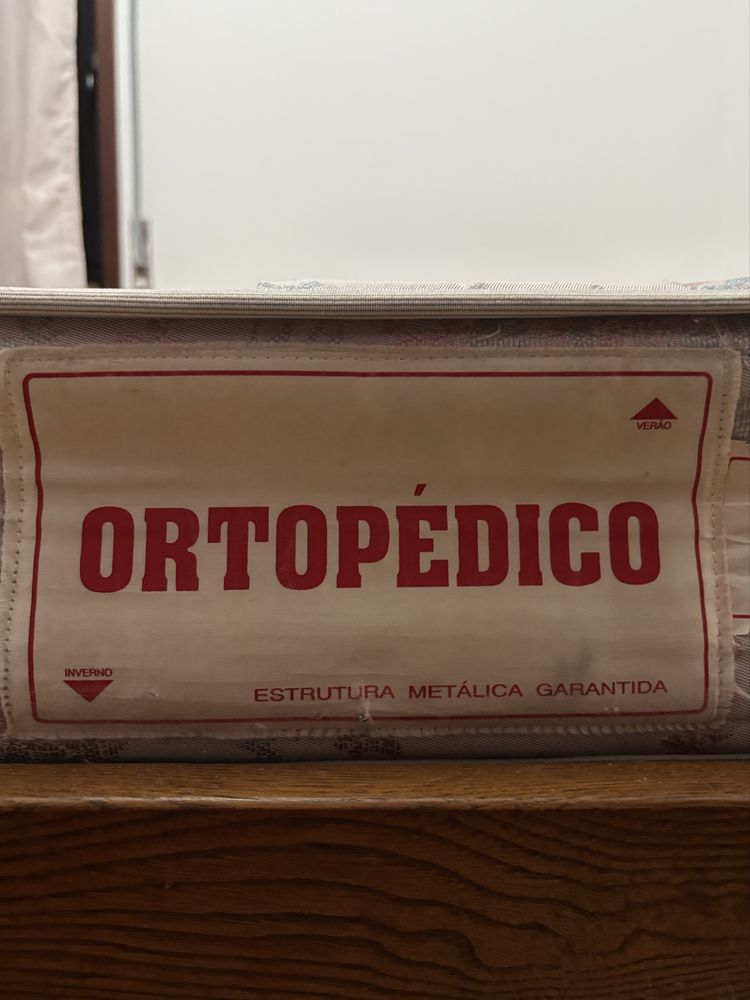 VERÃO
ORTOPÉDICO
INVERNO
ESTRUTURA METÁLICA GARANTIDA